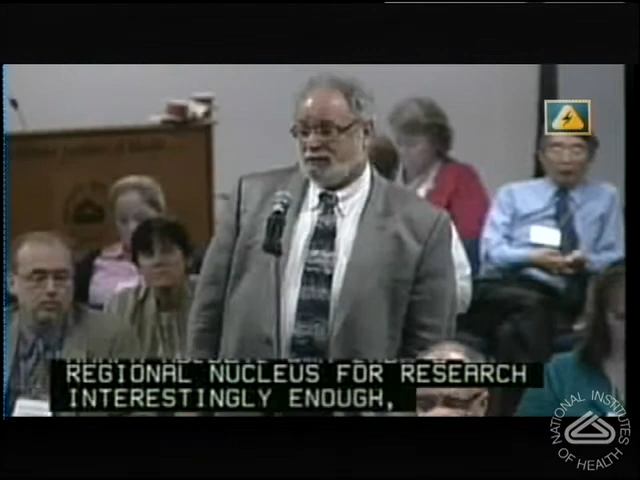 REGIONAL NUCLEUS FOR RESEARCH
INTERESTINGLY ENOUGH,
NATIONAL INSTITUTES
OF HEALTH